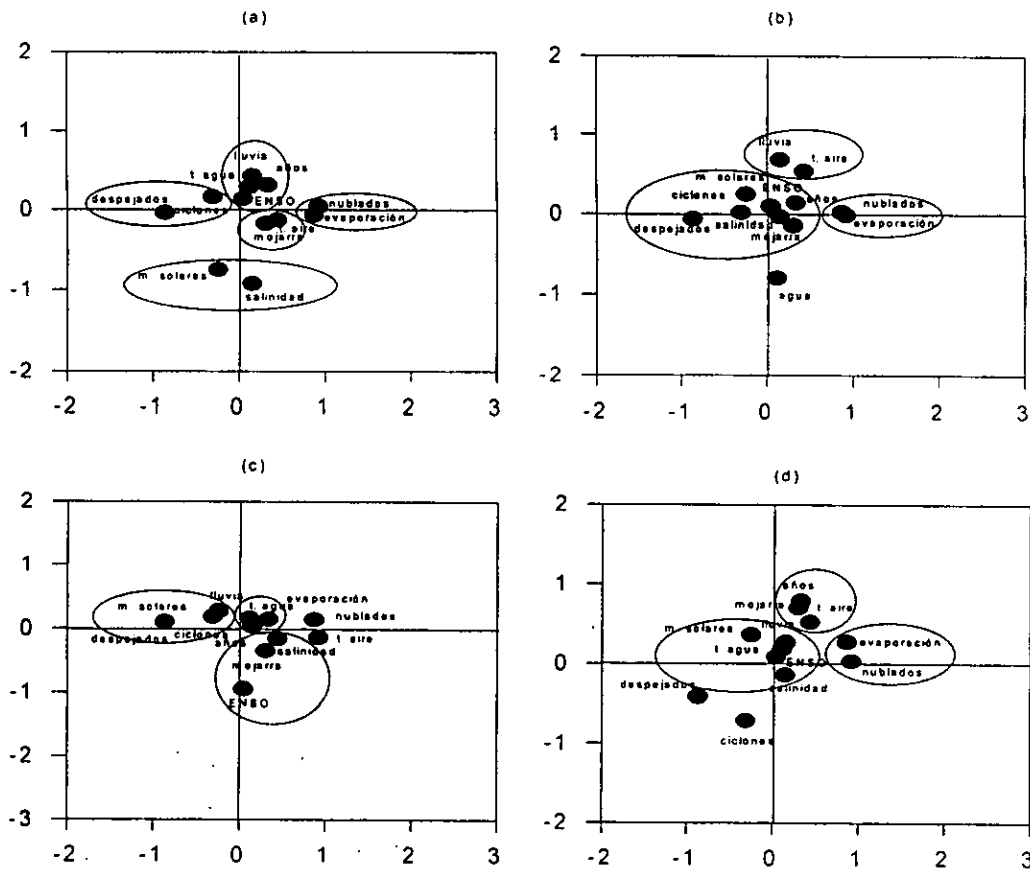 (a)
2
1
0
-1
-2
lluvia
t. agua
años
despejados
ciclones
ENSO
nublados
evaporación
t. aire
mojarra
m. solares
salinidad
-2 -1 0 1 2 3
(b)
2
1
0
-1
-2
lluvia
t. aire
m. solares
ENSO
ciclones
años
nublados
despejados
salinidad
evaporación
mojarra
agua
-2 -1 0 1 2 3
(c)
2
1
0
-1
-2
-3
lluvia
evaporación
m. solares
t. agua
nublados
despejados
ciclones
años
t. aire
salinidad
mojarra
ENSO
-2 -1 0 1 2 3
(d)
2
1
0
-1
-2
años
mojarra
t. aire
m. solares
lluvia
evaporación
t. agua
ENSO
nublados
despejados
salinidad
ciclones
-2 -1 0 1 2 3